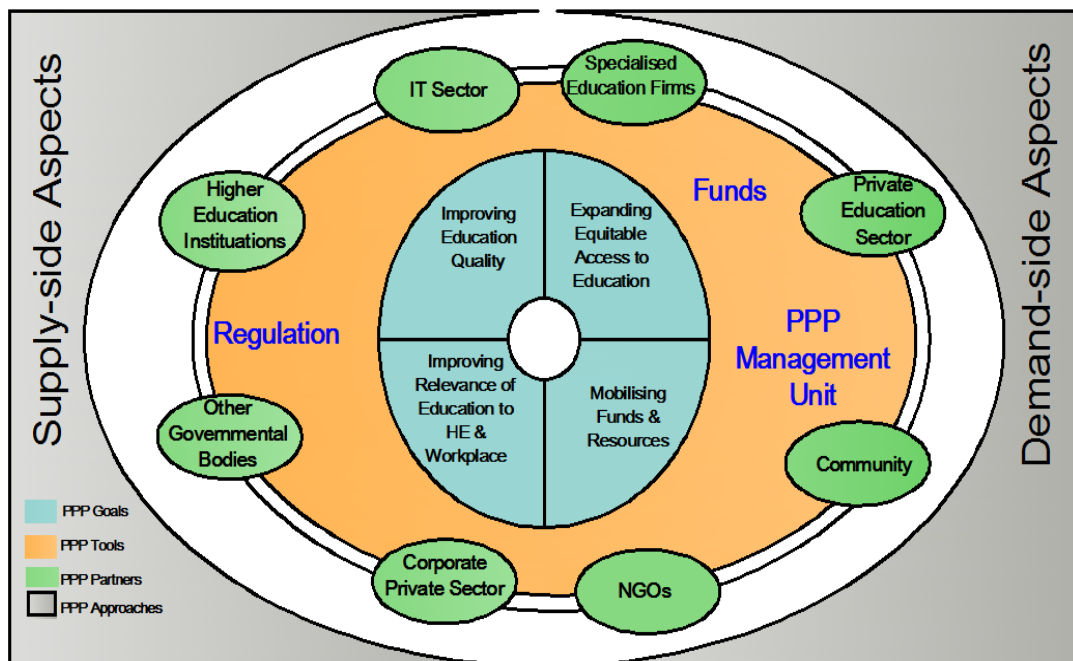 Supply-side Aspects
Demand-side Aspects
IT Sector
Specialised
Education Firms
Higher
Education
Instituations
Private
Education
Sector
Funds
Regulation
PPP
Management
Unit
Improving
Education
Quality
Expanding
Equitable
Access to
Education
Improving
Relevance of
Education to
HE &
Workplace
Mobilising
Funds &
Resources
Other
Governmental
Bodies
Community
Corporate
Private Sector
NGOs
PPP Goals
PPP Tools
PPP Partners
PPP Approaches